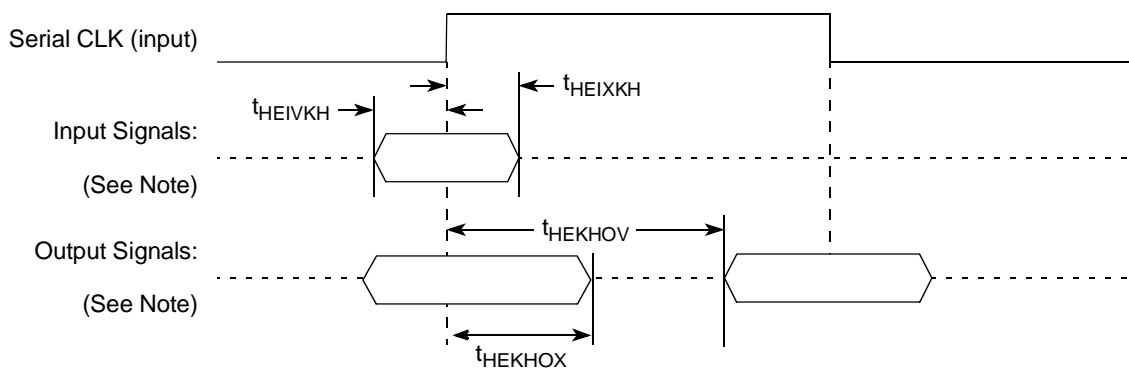 Serial CLK (input)
tHEIXKH
tHEIVKH
Input Signals:
(See Note)
tHEKHOV
Output Signals:
(See Note)
tHEKHOX